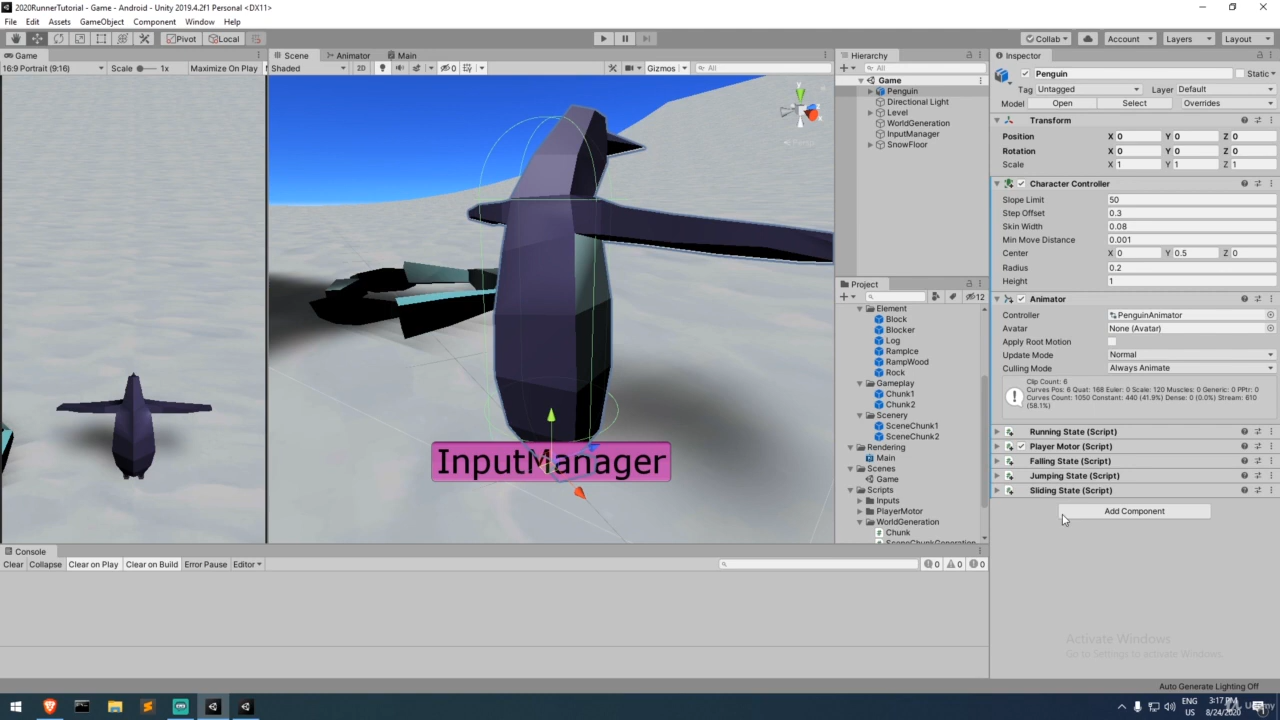 2020RunnerTutorial - Game - Android - Unity 2019.4.2f1 Personal <DX11>
File Edit Assets GameObject Component Window Help
Pivot Local Collab Account Layers Layout
Game
16:9 Portrait (9:16) Scale 1x Maximize On Play
Scene Animator Main
Shaded 2D 0 Gizmos All
InputManager
Hierarchy
All
Game
Penguin
Directional Light
Level
WorldGeneration
InputManager
SnowFloor
Project
12
Element
Block
Blocker
Log
RampIce
RampWood
Rock
Gameplay
Chunk1
Chunk2
Scenery
SceneChunk1
SceneChunk2
Rendering
Main
Scenes
Game
Scripts
Inputs
PlayerMotor
WorldGeneration
Chunk
SceneChunkGeneration
Inspector
Penguin Static
Tag Untagged Layer Default
Model Open Select Overrides
Transform
Position X 0 Y 0 Z 0
Rotation X 0 Y 0 Z 0
Scale X 1 Y 1 Z 1
Character Controller
Slope Limit 50
Step Offset 0.3
Skin Width 0.08
Min Move Distance 0.001
Center X 0 Y 0.5 Z 0
Radius 0.2
Height 1
Animator
Controller PenguinAnimator
Avatar None (Avatar)
Apply Root Motion
Update Mode Normal
Culling Mode Always Animate
Clip Count: 6
Curves Pos: 6 Quat: 168 Euler: 0 Scale: 120 Muscles: 0 Generic: 0 PPtr: 0
Curves Count: 1050 Constant: 440 (41.9%) Dense: 0 (0.0%) Stream: 610
(58.1%)
Running State (Script)
Player Motor (Script)
Falling State (Script)
Jumping State (Script)
Sliding State (Script)
Add Component
Console
Clear Collapse Clear on Play Clear on Build Error Pause Editor 0 0 0
Activate Windows
Go to Settings to activate Windows.
Auto Generate Lighting Off
ENG
US
3:17 PM
8/24/2020
Udemy